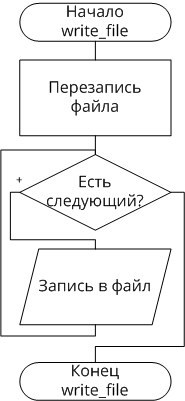 Начало
write_file
Перезапись
файла
+
Есть
следующий?
Запись в файл
Конец
write_file